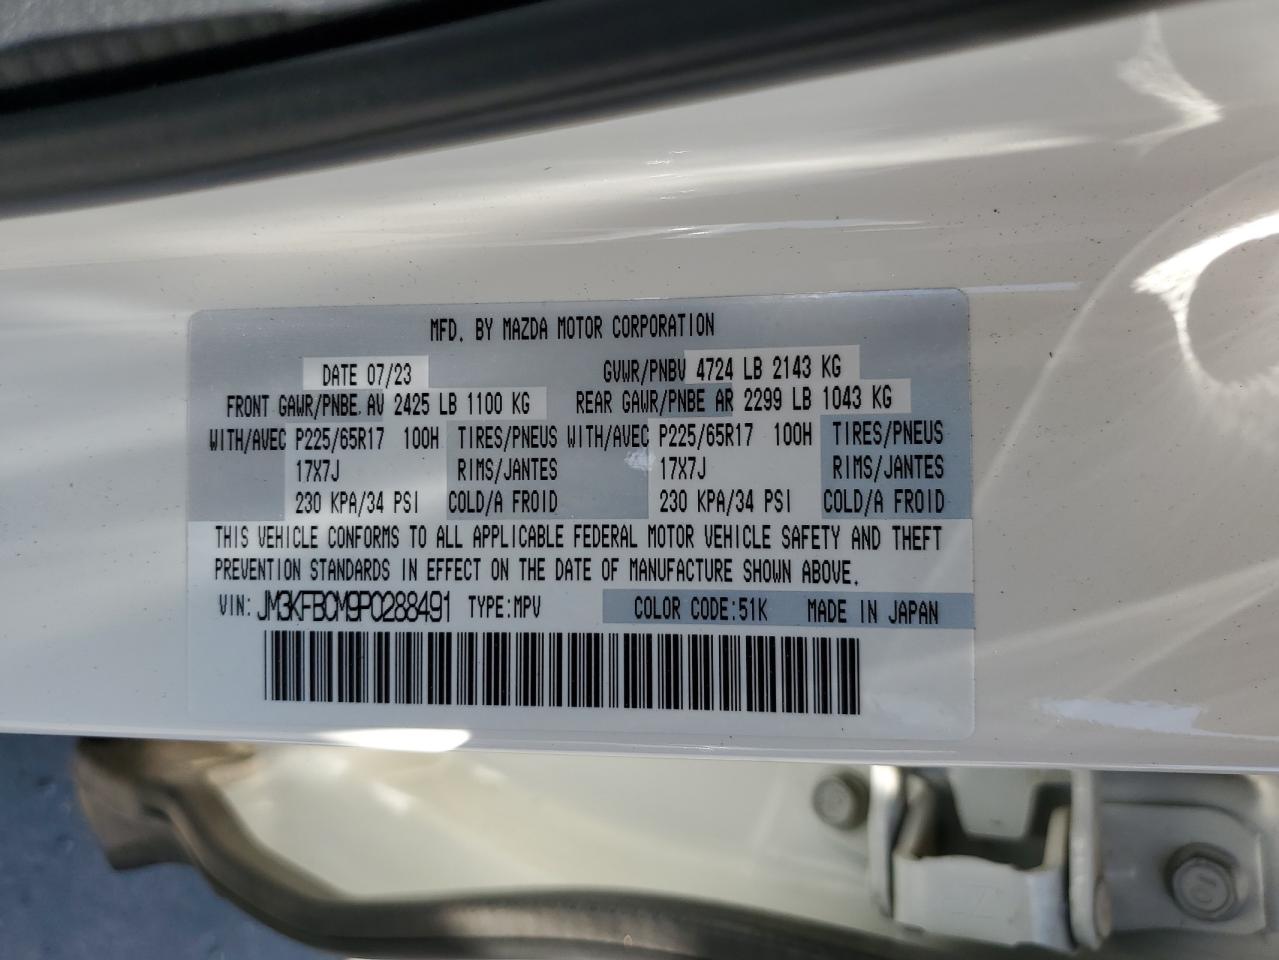 MFD. BY MAZDA MOTOR CORPORATION
DATE 07/23 GVWR/PNBV 4724 LB 2143 KG
FRONT GAWR/PNBE.AV 2425 LB 1100 KG REAR GAWR/PNBE AR 2299 LB 1043 KG
WITH/AVEC P225/65R17 100H TIRES/PNEUS WITH/AVEC P225/65R17 100H TIRES/PNEUS
17X7J RIMS/JANTES 17X7J RIMS/JANTES
230 KPA/34 PSI COLD/A FROID 230 KPA/34 PSI COLD/A FROID
THIS VEHICLE CONFORMS TO ALL APPLICABLE FEDERAL MOTOR VEHICLE SAFETY AND THEFT
PREVENTION STANDARDS IN EFFECT ON THE DATE OF MANUFACTURE SHOWN ABOVE.
VIN: JM3KFBCM9P0288491 TYPE:MPV COLOR CODE:51K MADE IN JAPAN